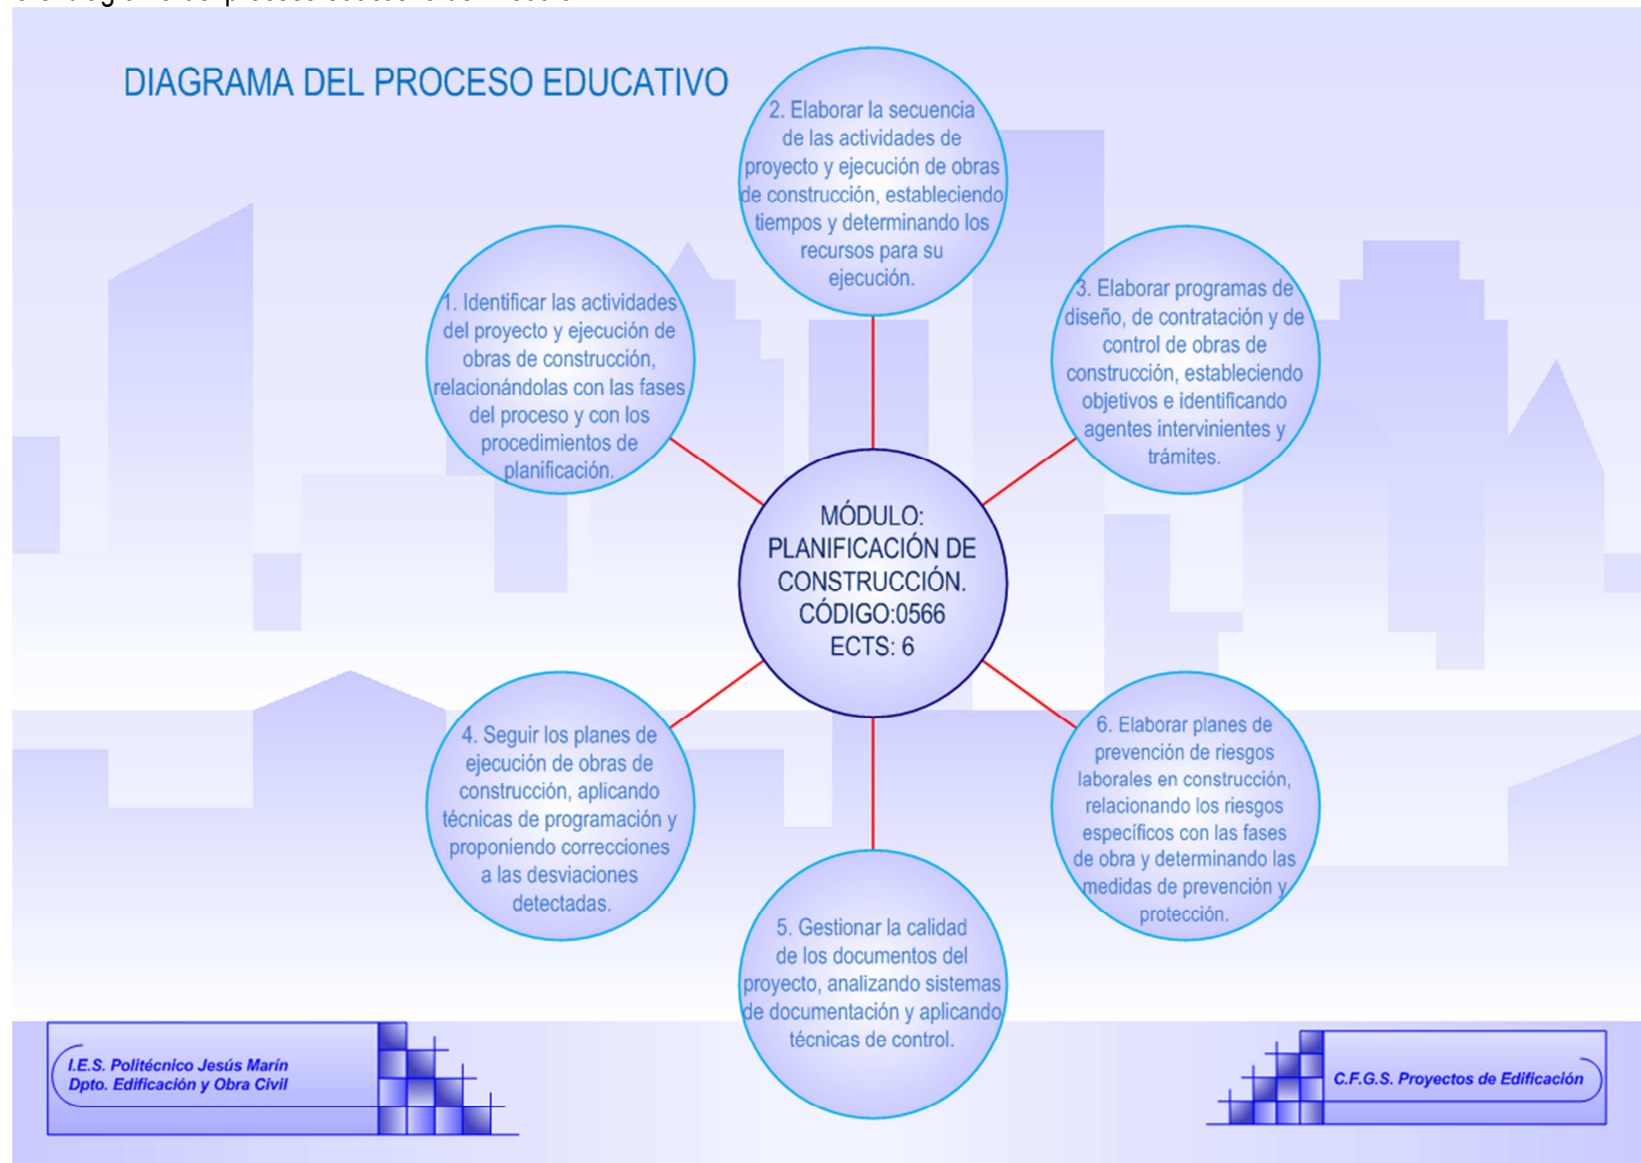 DIAGRAMA DEL PROCESO EDUCATIVO
1. Identificar las actividades
del proyecto y ejecución de
obras de construcción,
relacionándolas con las fases
del proceso y con los
procedimientos de
planificación.
2. Elaborar la secuencia
de las actividades de
proyecto y ejecución de obras
de construcción, estableciendo
tiempos y determinando los
recursos para su
ejecución.
3. Elaborar programas de
diseño, de contratación y de
control de obras de
construcción, estableciendo
objetivos e identificando
agentes intervinientes y
trámites.
MÓDULO:
PLANIFICACIÓN DE
CONSTRUCCIÓN.
CÓDIGO:0566
ECTS: 6
4. Seguir los planes de
ejecución de obras de
construcción, aplicando
técnicas de programación y
proponiendo correcciones
a las desviaciones
detectadas.
5. Gestionar la calidad
de los documentos del
proyecto, analizando sistemas
de documentación y aplicando
técnicas de control.
6. Elaborar planes de
prevención de riesgos
laborales en construcción,
relacionando los riesgos
específicos con las fases
de obra y determinando las
medidas de prevención y
protección.
I.E.S. Politécnico Jesús Marín
Dpto. Edificación y Obra Civil
C.F.G.S. Proyectos de Edificación